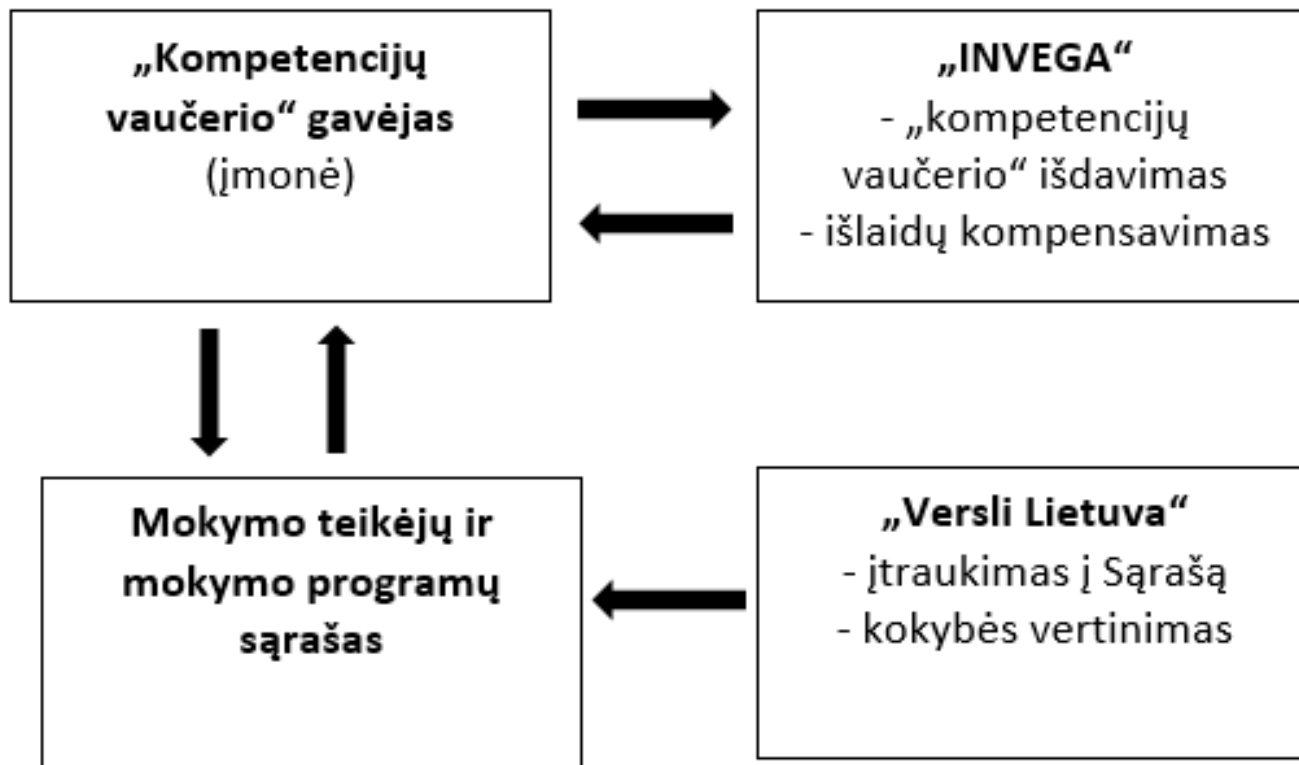 „Kompetencijų
vaučerio“ gavėjas
(įmonė)
„INVEGA“
- „kompetencijų
vaučerio“ išdavimas
- išlaidų kompensavimas
Mokymo teikėjų ir
mokymo programų
sąrašas
„Versli Lietuva“
- įtraukimas į Sąrašą
- kokybės vertinimas